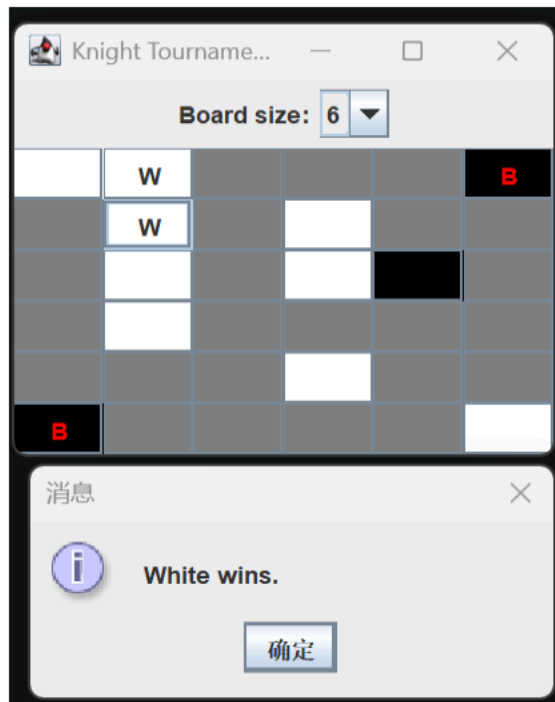 Knight Tourname...
Board size: 6
W B
W
B
消息
White wins.
确定